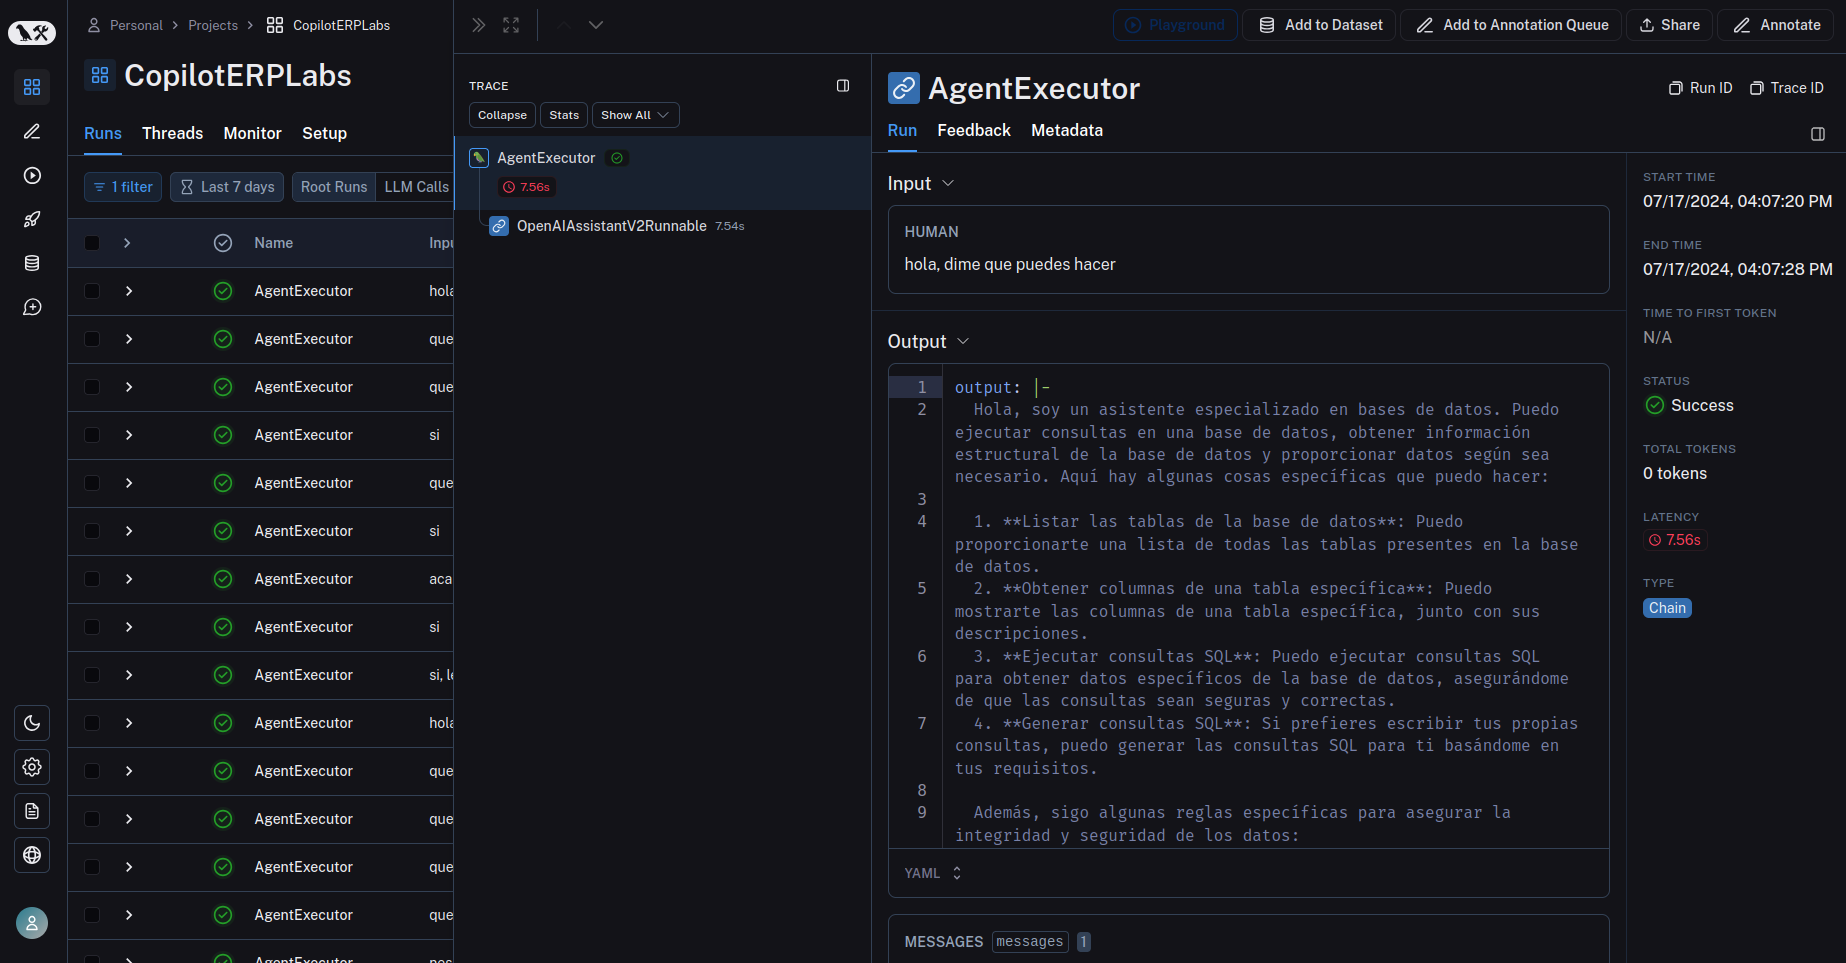 Personal > Projects > CopilotERPLabs
CopilotERPLabs
Runs Threads Monitor Setup
1 filter Last 7 days Root Runs LLM Calls
Name
AgentExecutor
AgentExecutor que
AgentExecutor que
AgentExecutor si
AgentExecutor que
AgentExecutor si
AgentExecutor aca
AgentExecutor si
AgentExecutor si,
AgentExecutor
AgentExecutor que
AgentExecutor que
AgentExecutor que
AgentExecutor que
AgentExecutor
TRACE
Collapse Stats Show All
AgentExecutor
7.56s
OpenAIAssistantV2Runnable 7.54s
Playground Add to Dataset Add to Annotation Queue Share Annotate
AgentExecutor
Run ID Trace ID
Run Feedback Metadata
Input
HUMAN
hola, dime que puedes hacer
Output
1 output: |-
2 Hola, soy un asistente especializado en bases de datos. Puedo
ejecutar consultas en una base de datos, obtener información
estructural de la base de datos y proporcionar datos según sea
necesario. Aquí hay algunas cosas específicas que puedo hacer:
3
4 1. **Listar las tablas de la base de datos**: Puedo
proporcionarte una lista de todas las tablas presentes en la base
de datos.
5 2. **Obtener columnas de una tabla específica**: Puedo
mostrarte las columnas de una tabla específica, junto con sus
descripciones.
6 3. **Ejecutar consultas SQL**: Puedo ejecutar consultas SQL
para obtener datos específicos de la base de datos, asegurándome
de que las consultas sean seguras y correctas.
7 4. **Generar consultas SQL**: Si prefieres escribir tus propias
consultas, puedo generar las consultas SQL para ti basándome en
tus requisitos.
8
9 Además, sigo algunas reglas específicas para asegurar la
integridad y seguridad de los datos:
YAML
MESSAGES messages 1
START TIME
07/17/2024, 04:07:20 PM
END TIME
07/17/2024, 04:07:28 PM
TIME TO FIRST TOKEN
N/A
STATUS
Success
TOTAL TOKENS
0 tokens
LATENCY
7.56s
TYPE
Chain